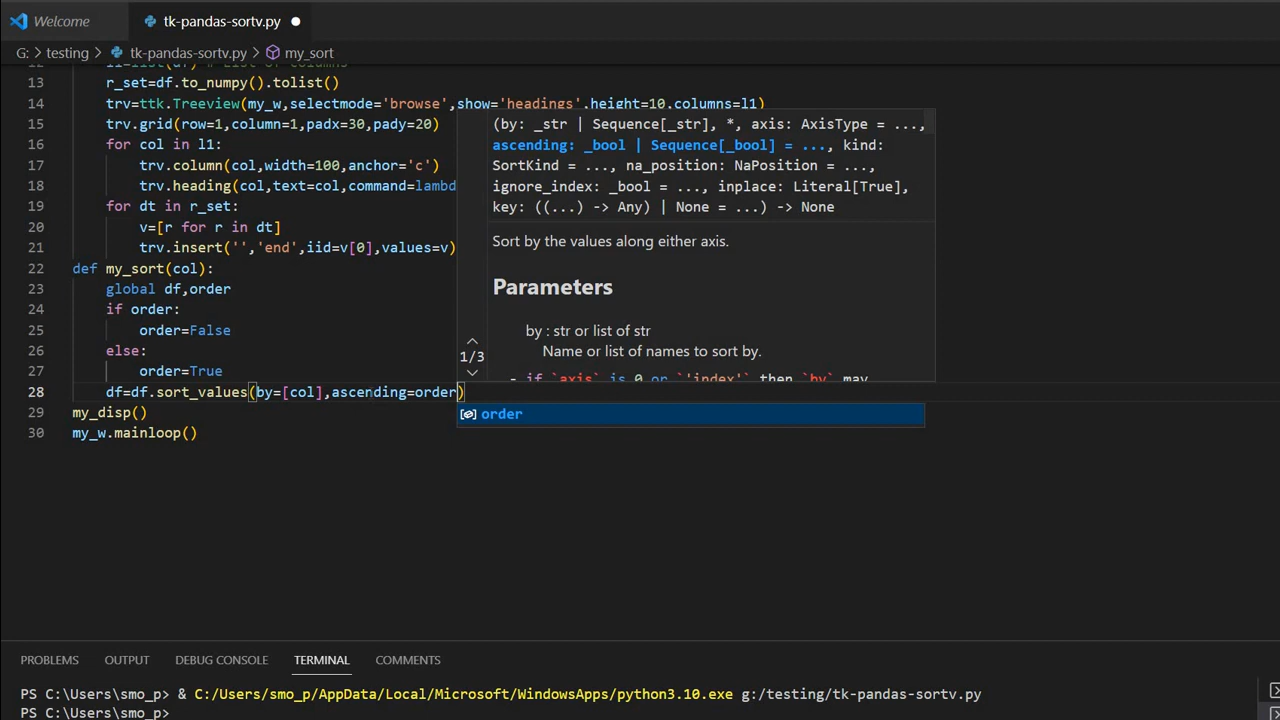 Welcome
tk-pandas-sortv.py
G: > testing > tk-pandas-sortv.py > my_sort
13 r_set=df.to_numpy().tolist()
14 trv=ttk.Treeview(my_w,selectmode='browse',show='headings',height=10,columns=l1)
15 trv.grid(row=1,column=1,padx=30,pady=20)
16 for col in l1:
17 trv.column(col,width=100,anchor='c')
18 trv.heading(col,text=col,command=lambd
19 for dt in r_set:
20 v=[r for r in dt]
21 trv.insert('','end',iid=v[0],values=v)
22 def my_sort(col):
23 global df,order
24 if order:
25 order=False
26 else:
27 order=True
28 df=df.sort_values(by=[col],ascending=order)
29 my_disp()
30 my_w.mainloop()
(by: _str | Sequence[_str], *, axis: AxisType = ...,
ascending: _bool | Sequence[_bool] = ..., kind:
SortKind = ..., na_position: NaPosition = ...,
ignore_index: _bool = ..., inplace: Literal[True],
key: ((...) -> Any) | None = ...) -> None
Sort by the values along either axis.
Parameters
by : str or list of str
1/3
Name or list of names to sort by.
- if `axis` is 0 or `'index'` then `by` may
order
PROBLEMS OUTPUT DEBUG CONSOLE TERMINAL COMMENTS
PS C:\Users\smo_p> & C:/Users/smo_p/AppData/Local/Microsoft/WindowsApps/python3.10.exe g:/testing/tk-pandas-sortv.py
PS C:\Users\smo_p>